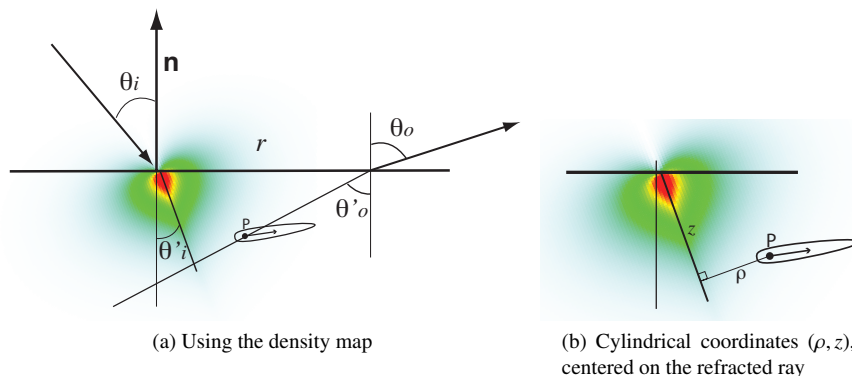 θi
n
r
θo
θ'o
P
θ'i
z
P
ρ
(a) Using the density map
(b) Cylindrical coordinates (ρ,z),
centered on the refracted ray